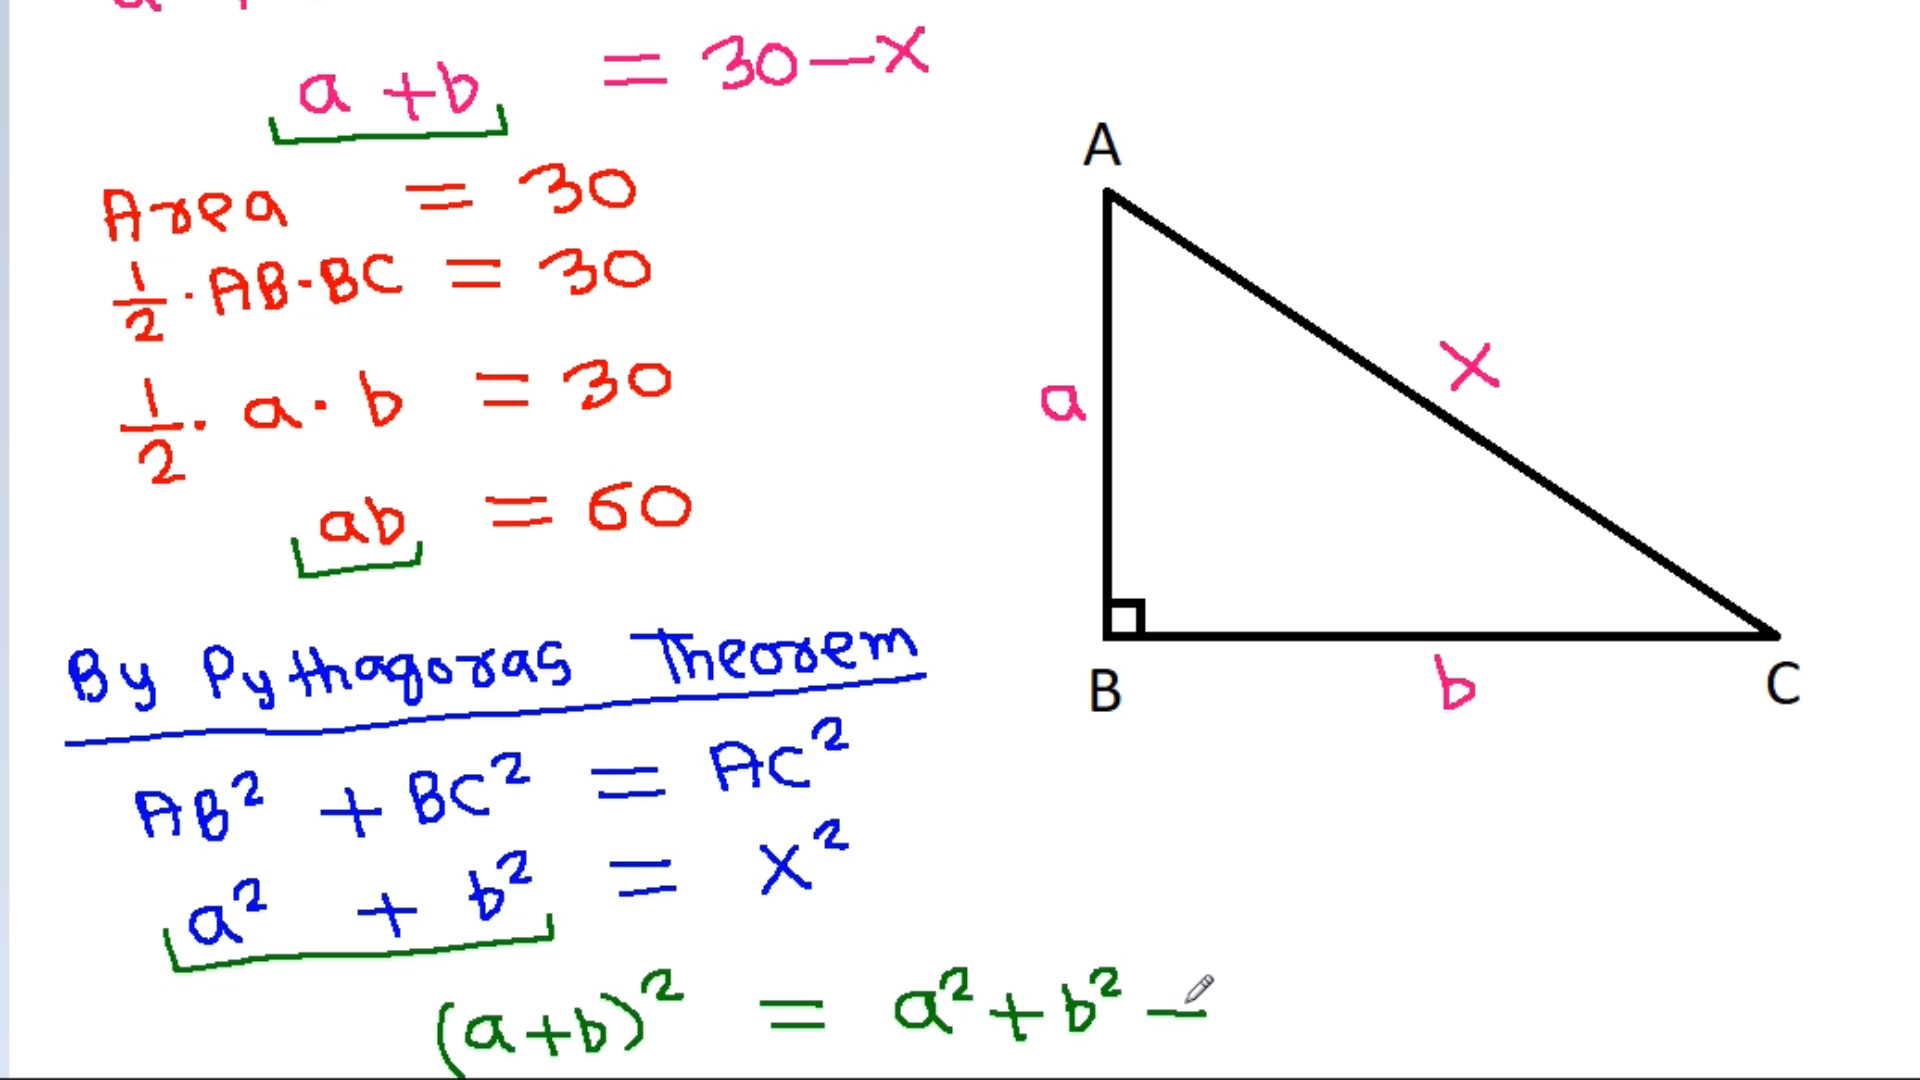 a + b = 30 − x
Area = 30
1/2 · AB · BC = 30
1/2 · a · b = 30
ab = 60
By Pythagoras Theorem
AB² + BC² = AC²
a² + b² = x²
(a+b)² = a² + b² −
A
a
x
B
b
C